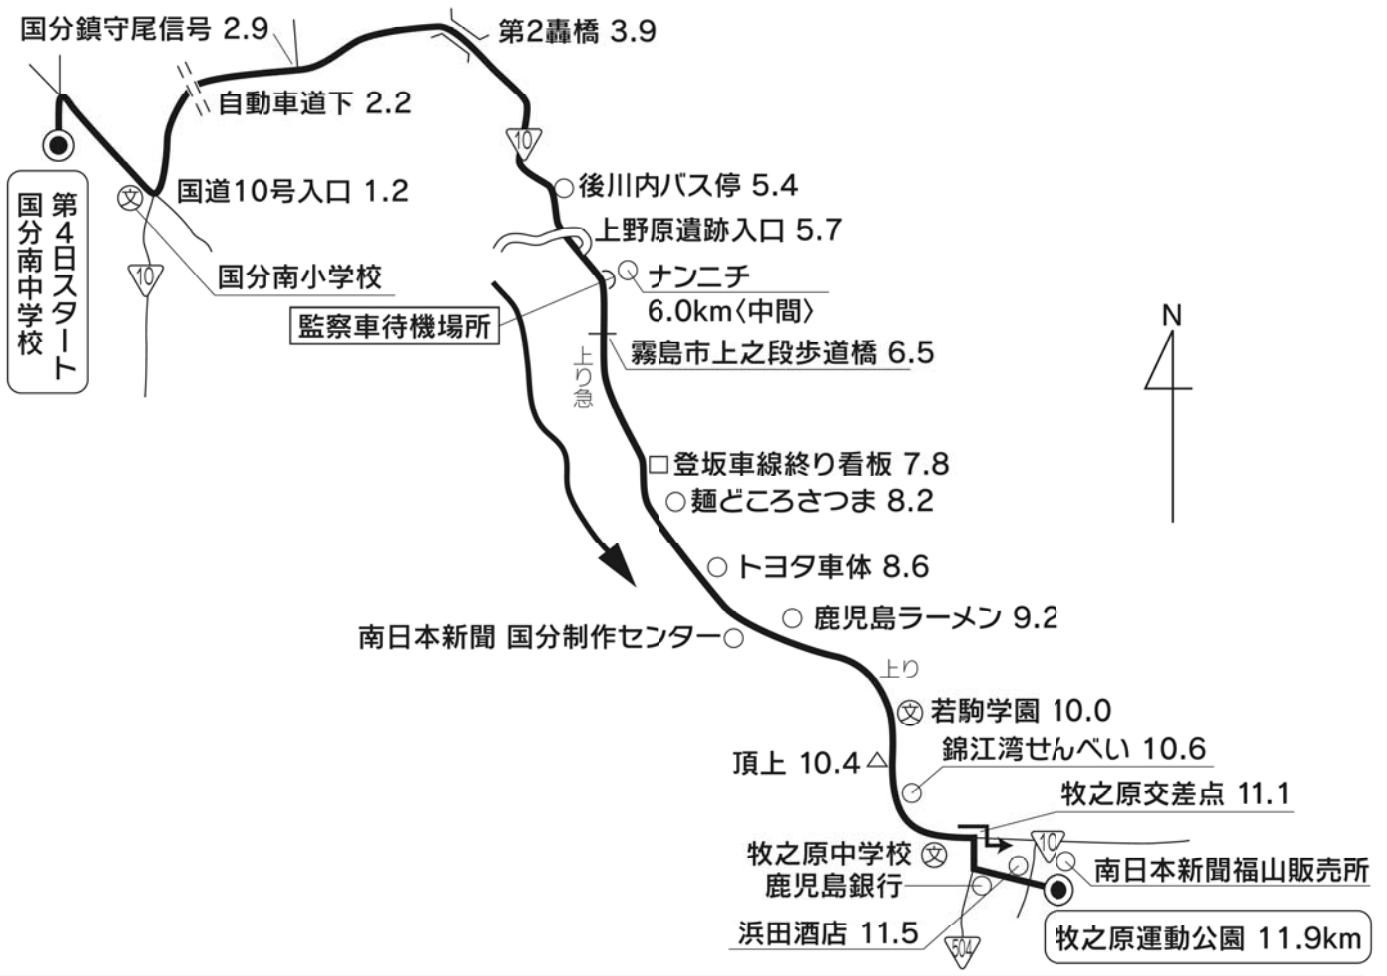 国分鎮守尾信号 2.9
第2轟橋 3.9
自動車道下 2.2
10
国道10号入口 1.2
文
後川内バス停 5.4
第4日スタート
国分南中学校
上野原遺跡入口 5.7
10
国分南小学校
ナンニチ
6.0km〈中間〉
監察車待機場所
N
霧島市上之段歩道橋 6.5
上り急
登坂車線終り看板 7.8
麺どころさつま 8.2
トヨタ車体 8.6
鹿児島ラーメン 9.2
南日本新聞 国分制作センター
上り
文
若駒学園 10.0
錦江湾せんべい 10.6
頂上 10.4
牧之原交差点 11.1
10
牧之原中学校
文
南日本新聞福山販売所
鹿児島銀行
浜田酒店 11.5
504
牧之原運動公園 11.9km